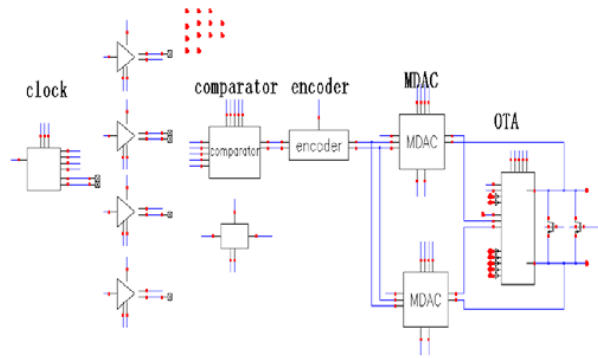 clock
comparator
encoder
MDAC
OTA
comparator
encoder
MDAC
MDAC